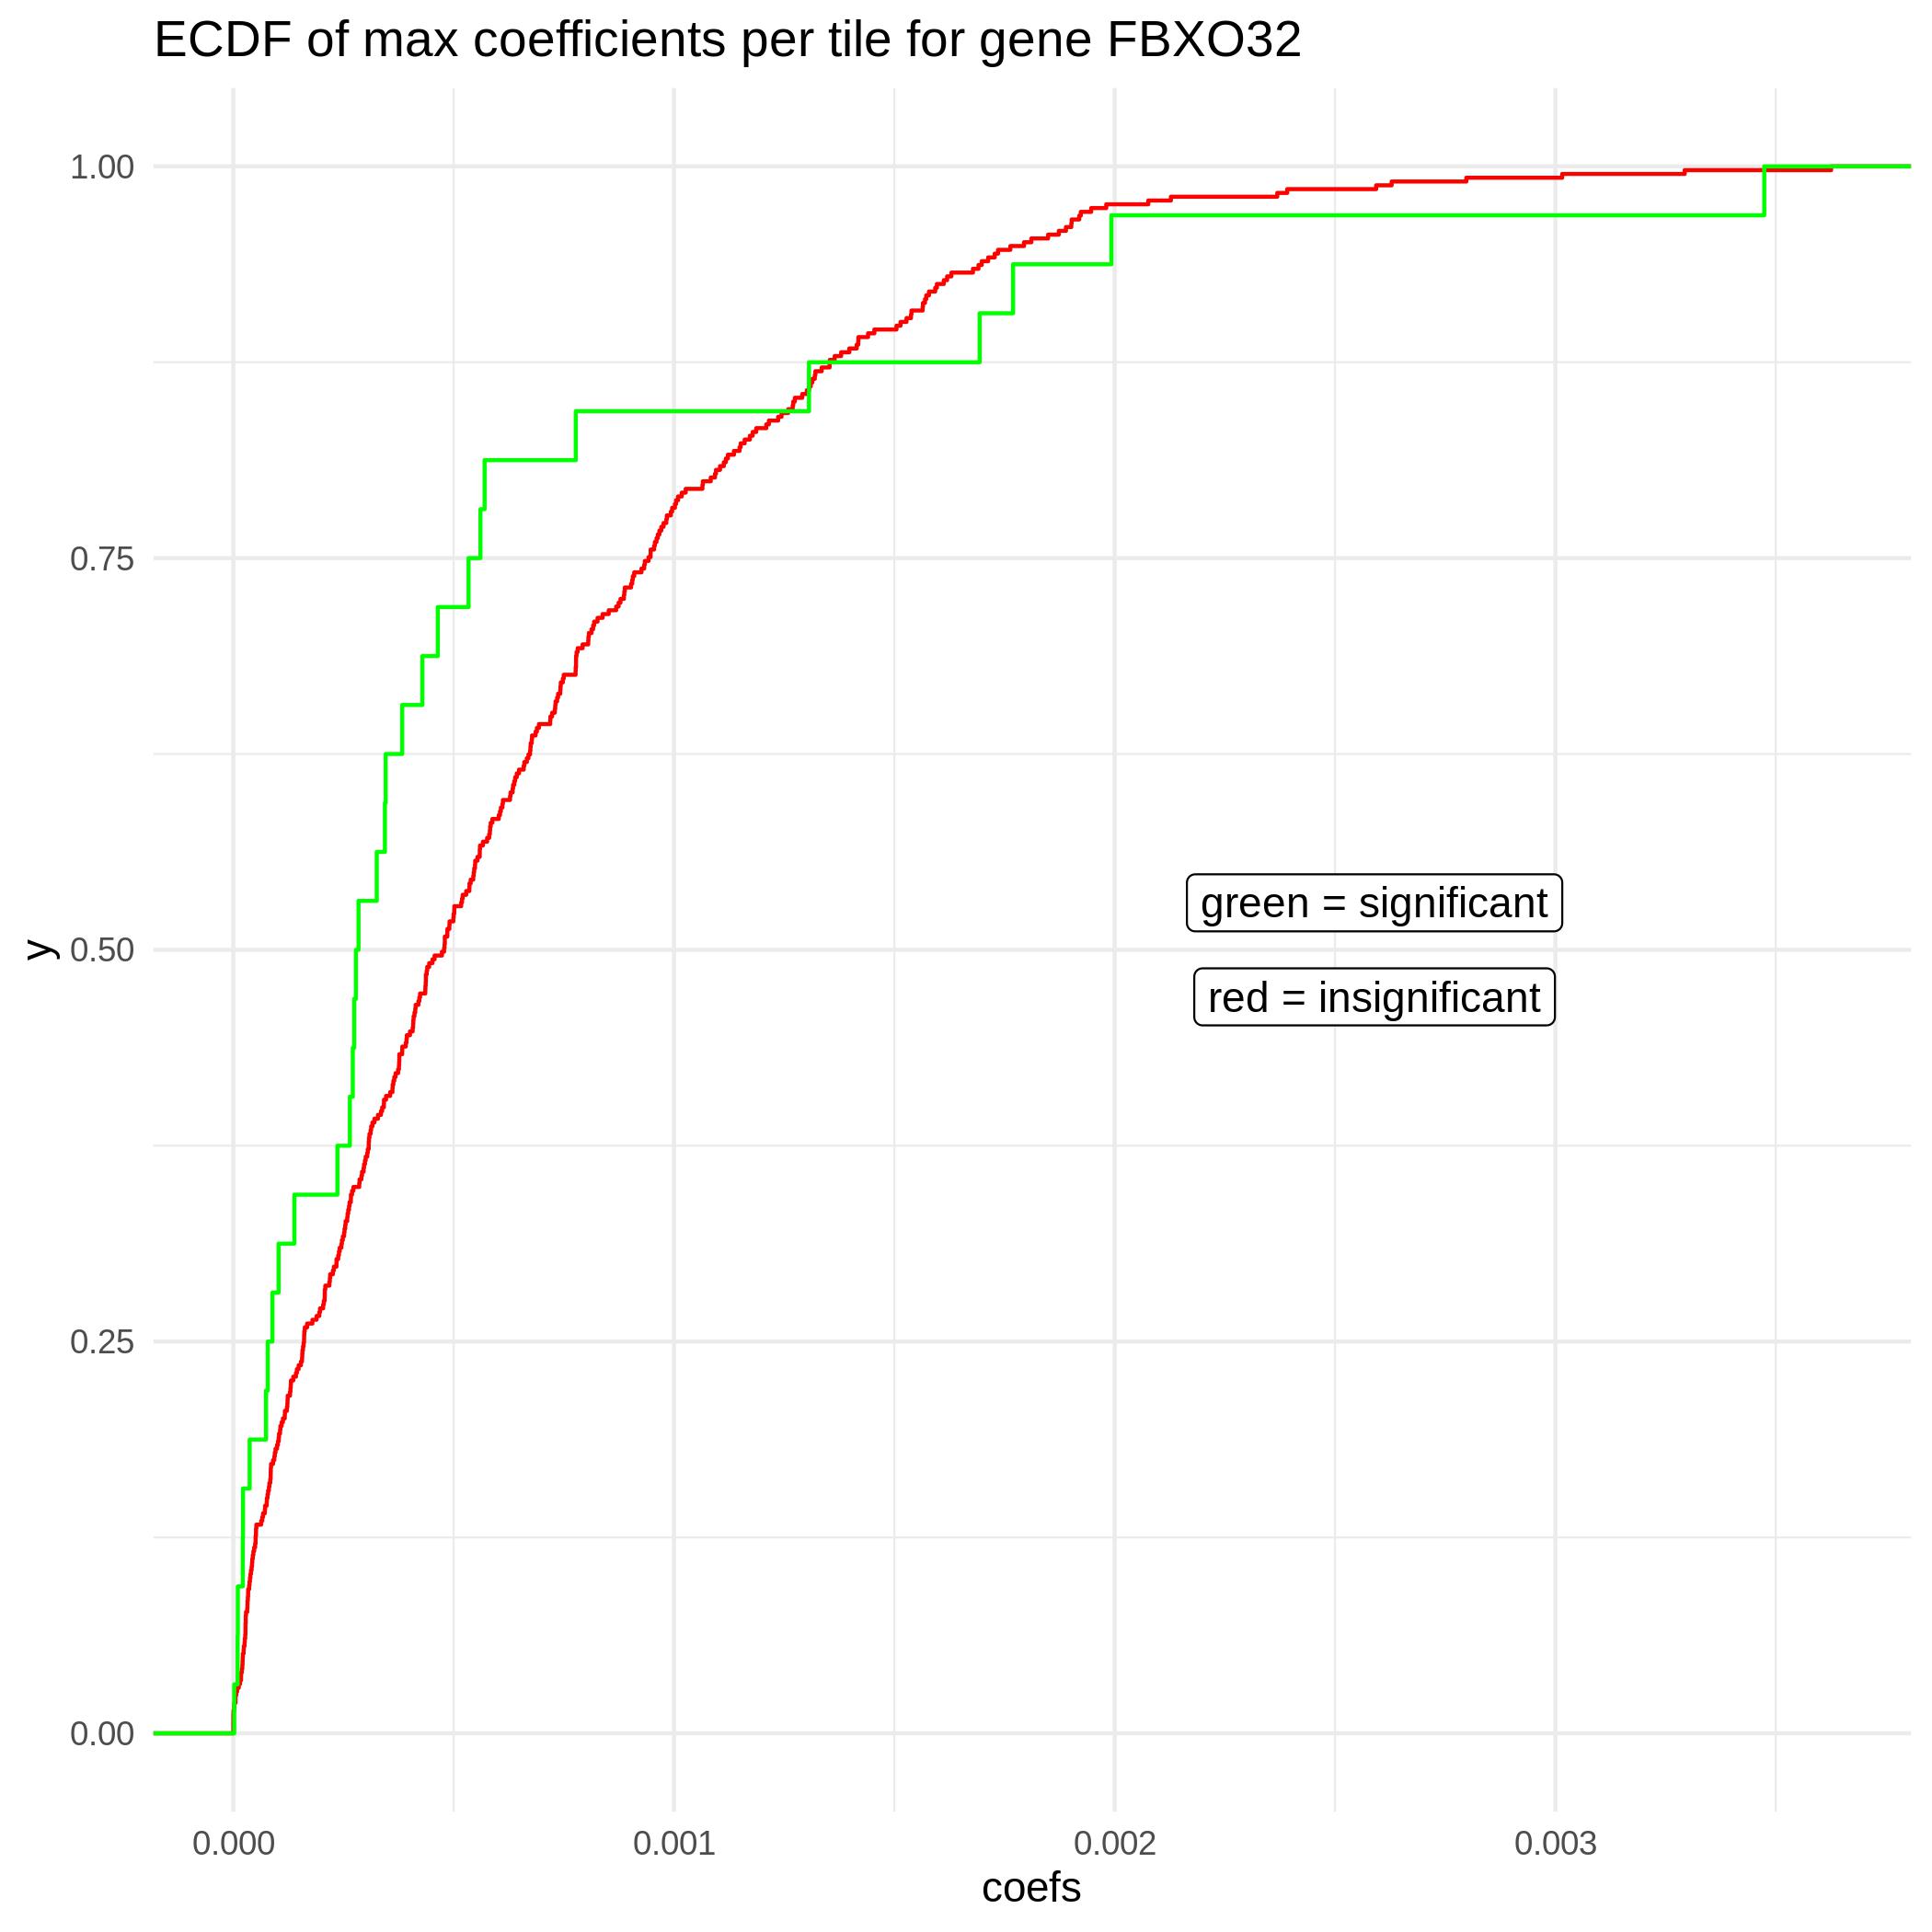 ECDF of max coefficients per tile for gene FBXO32
1.00
0.75
0.50
0.25
0.00
y
green = significant
red = insignificant
0.000 0.001 0.002 0.003
coefs